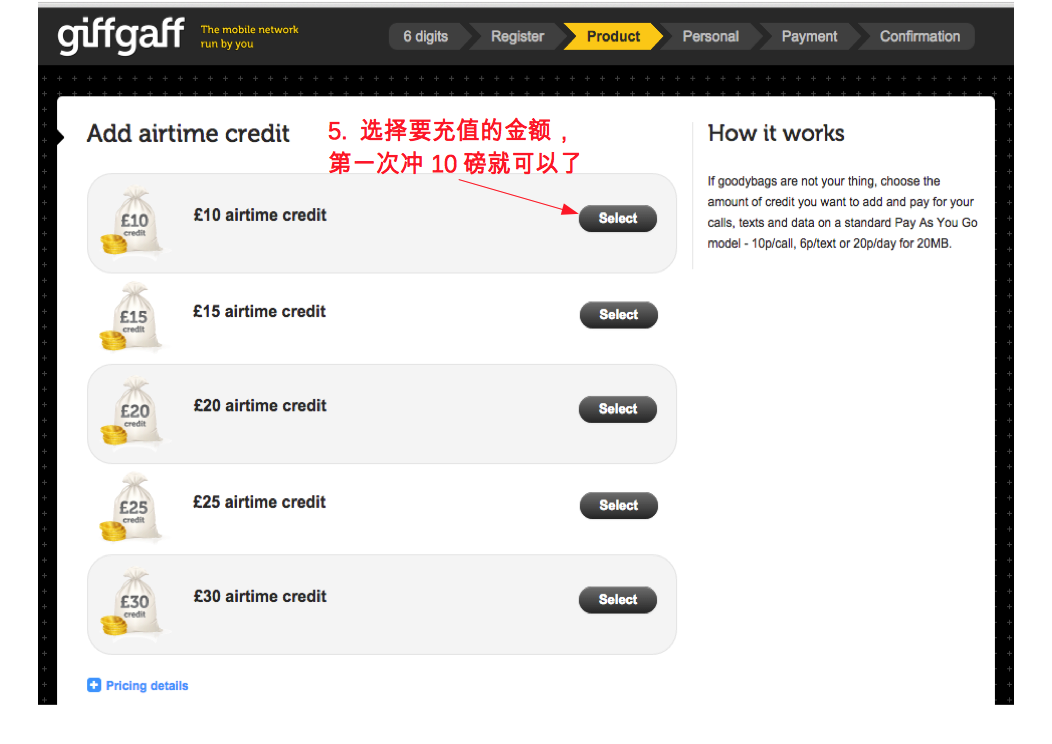 giffgaff
The mobile network
run by you
6 digits
Register
Product
Personal
Payment
Confirmation
Add airtime credit
5. 选择要充值的金额，
第一次冲 10 磅就可以了
How it works
If goodybags are not your thing, choose the
amount of credit you want to add and pay for your
calls, texts and data on a standard Pay As You Go
model - 10p/call, 6p/text or 20p/day for 20MB.
£10
credit
£10 airtime credit
Select
£15
credit
£15 airtime credit
Select
£20
credit
£20 airtime credit
Select
£25
credit
£25 airtime credit
Select
£30
credit
£30 airtime credit
Select
Pricing details